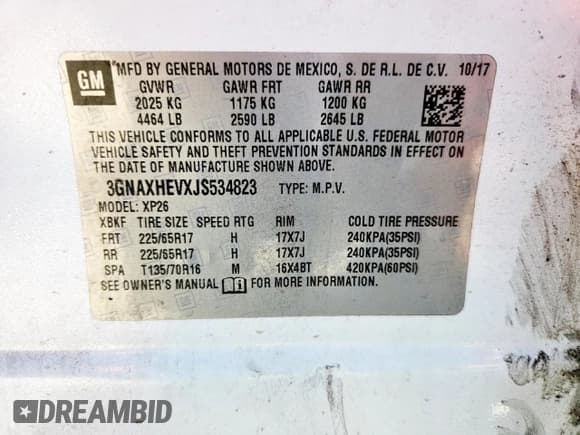 GM
MFD BY GENERAL MOTORS DE MEXICO, S. DE R.L. DE C.V. 10/17
GVWR GAWR FRT GAWR RR
2025 KG 1175 KG 1200 KG
4464 LB 2590 LB 2645 LB
THIS VEHICLE CONFORMS TO ALL APPLICABLE U.S. FEDERAL MOTOR
VEHICLE SAFETY AND THEFT PREVENTION STANDARDS IN EFFECT ON
THE DATE OF MANUFACTURE SHOWN ABOVE.
3GNAXHEVXJS534823 TYPE: M.P.V.
MODEL: XP26
XBKF TIRE SIZE SPEED RTG RIM COLD TIRE PRESSURE
FRT 225/65R17 H 17X7J 240KPA(35PSI)
RR 225/65R17 H 17X7J 240KPA(35PSI)
SPA T135/70R16 M 16X4BT 420KPA(60PSI)
SEE OWNER'S MANUAL FOR MORE INFORMATION.
DREAMBID